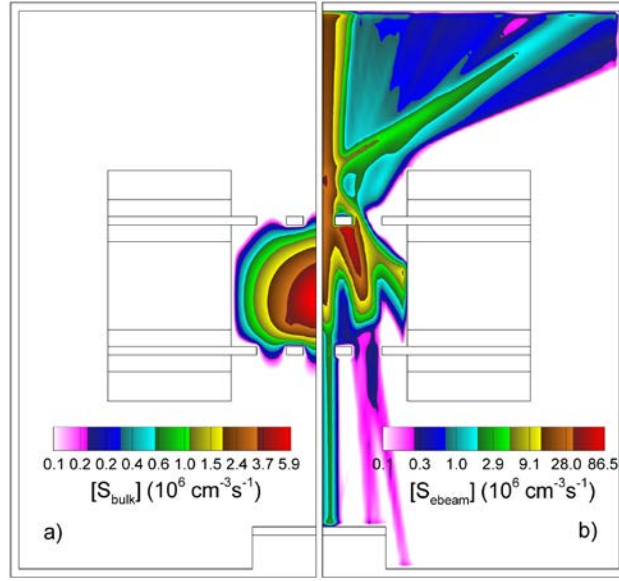 0.1 0.2 0.2 0.4 0.6 1.0 1.5 2.4 3.7 5.9
[S_bulk] (10^6 cm^-3 s^-1)
a)
0.1 0.3 1.0 2.9 9.1 28.0 86.5
[S_ebeam] (10^6 cm^-3 s^-1)
b)